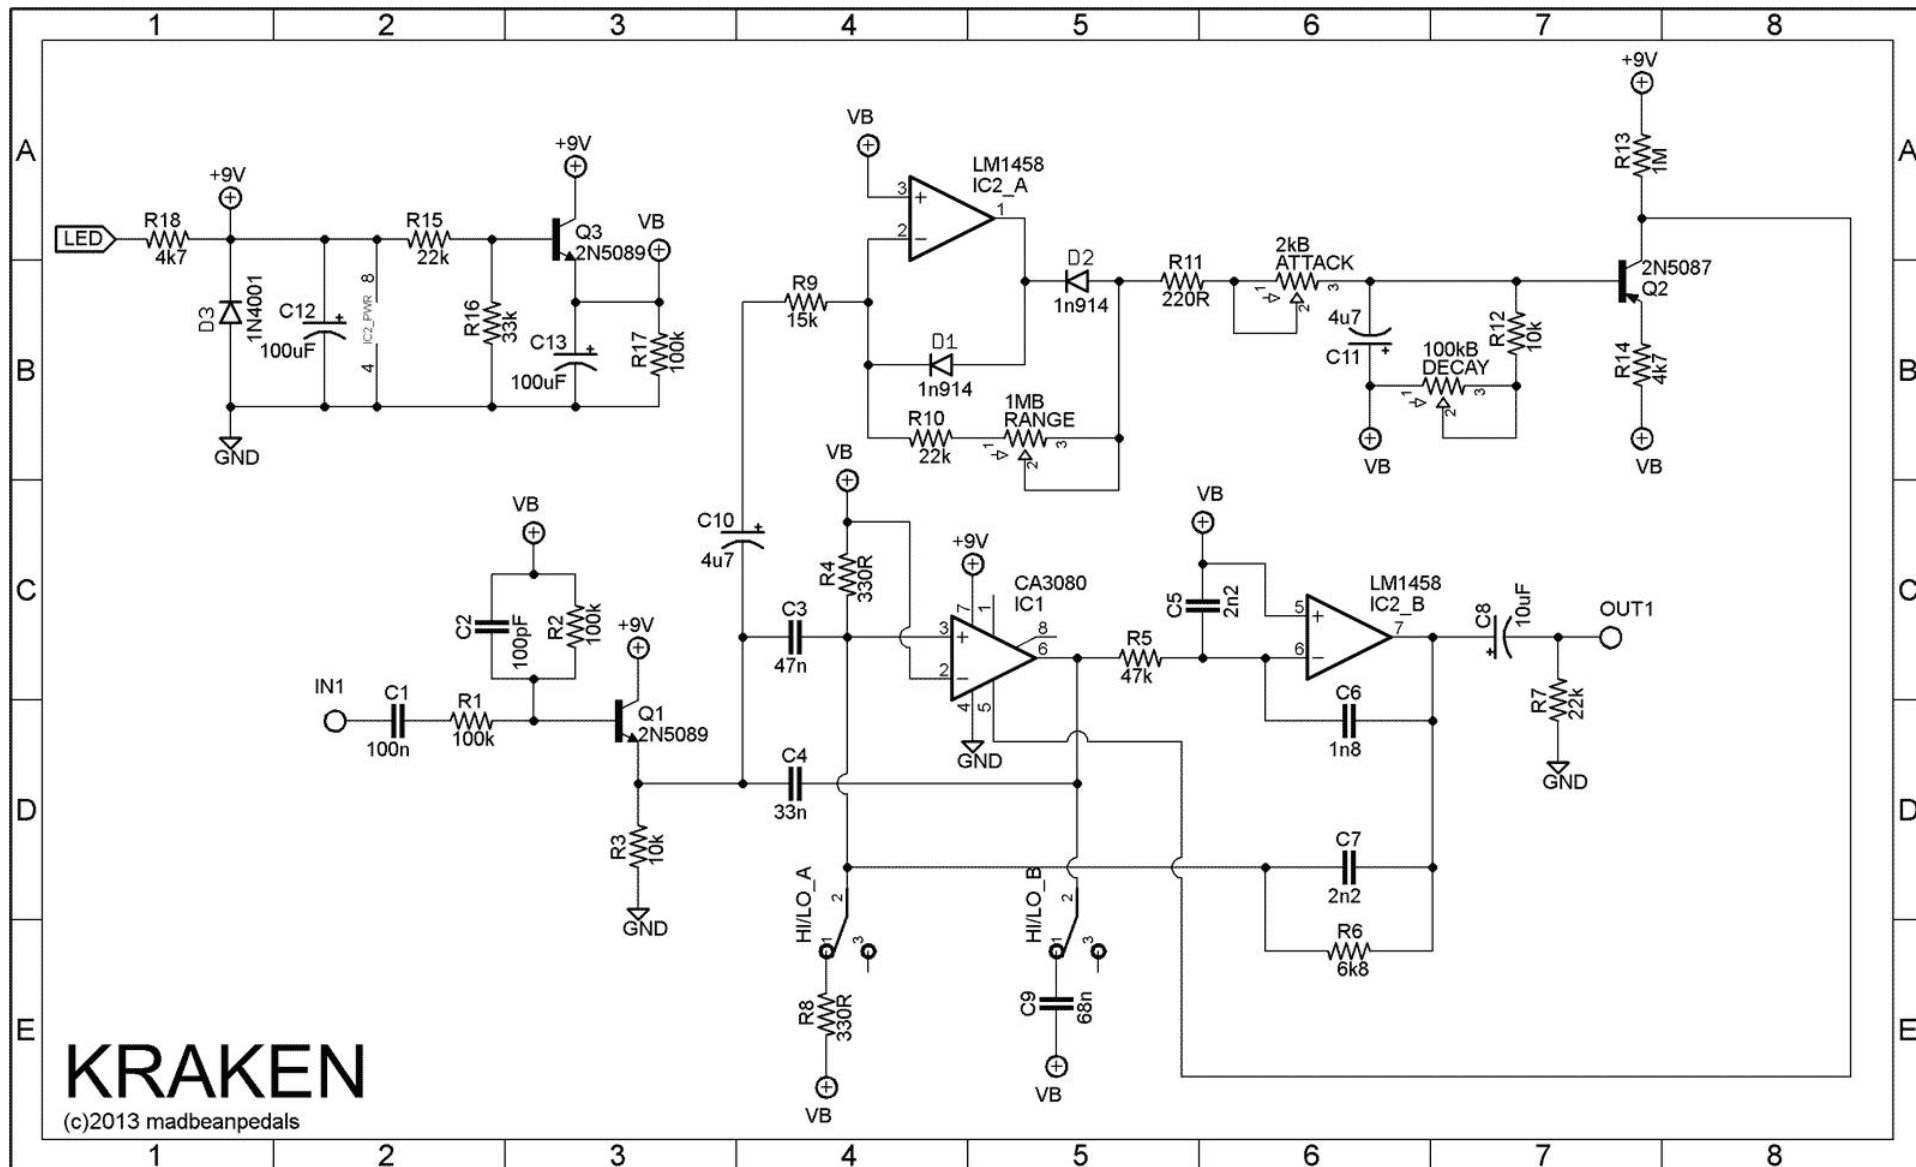 1 2 3 4 5 6 7 8
A
B
C
D
E
A
B
C
D
E
LED
R18
4k7
+9V
D3
1N4001
GND
C12
+
100uF
8
IC2_PWR
4
R15
22k
R16
33k
+9V
Q3
2N5089
VB
C13
+
100uF
R17
100k
VB
LM1458
IC2_A
3
+
2
−
1
R9
15k
D1
1n914
D2
1n914
R10
22k
1MB
RANGE
1
2
3
R11
220R
2kB
ATTACK
1
2
3
4u7
C11
+
VB
100kB
DECAY
1
2
3
R12
10k
+9V
R13
1M
2N5087
Q2
R14
4k7
VB
IN1
C1
100n
R1
100k
VB
C2
100pF
R2
100k
+9V
Q1
2N5089
R3
10k
GND
C10
+
4u7
C3
47n
C4
33n
VB
R4
330R
+9V
CA3080
IC1
7
1
3
+
2
−
8
6
4
5
GND
R5
47k
VB
C5
2n2
LM1458
IC2_B
5
+
6
−
7
C6
1n8
C7
2n2
R6
6k8
C8
10uF
+
OUT1
R7
22k
GND
HI/LO_A
2
1
3
R8
330R
VB
HI/LO_B
2
1
3
C9
68n
VB
KRAKEN
(c)2013 madbeanpedals
1 2 3 4 5 6 7 8